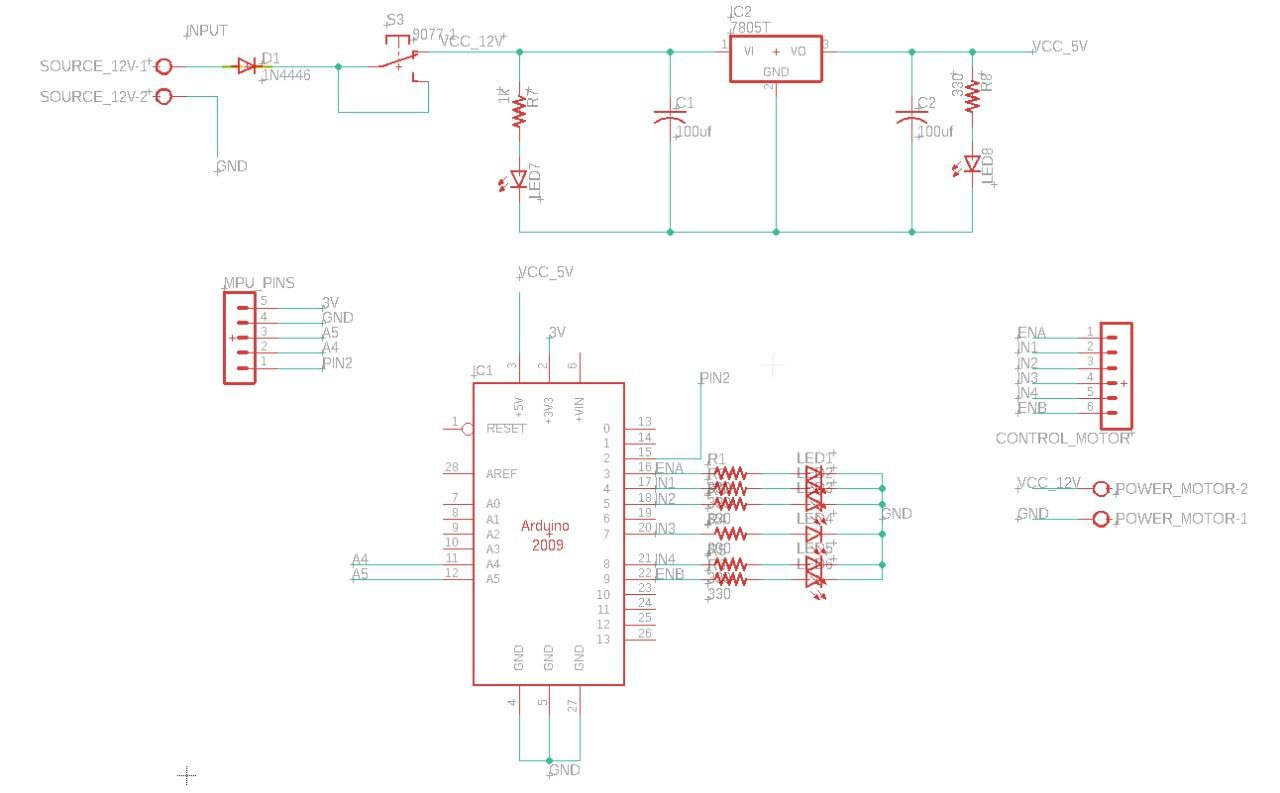 INPUT
SOURCE_12V-1
SOURCE_12V-2
D1
1N4446
GND
S3
9077-1
VCC_12V
1k
R7
LED7
C1
100uf
IC2
7805T
VI
VO
GND
1
2
3
C2
100uf
330
R8
LED8
VCC_5V
MPU_PINS
5 3V
4 GND
3 A5
2 A4
1 PIN2
VCC_5V
3V
PIN2
IC1
3 2 6
+5V +3V3 +VIN
1 RESET 0 13
1 14
2 15
28 AREF 3 16 ENA
4 17 IN1
7 A0 5 18 IN2
8 A1 6 19
9 A2 7 20 IN3
10 A3
A4 11 A4 8 21 IN4
A5 12 A5 9 22 ENB
10 23
11 24
12 25
13 26
Arduino
2009
GND GND GND
4 5 27
GND
R1
330
330
330
LED1
LED4
LED5
GND
ENA 1
IN1 2
IN2 3
IN3 4
IN4 5
ENB 6
CONTROL_MOTOR
VCC_12V POWER_MOTOR-2
GND POWER_MOTOR-1